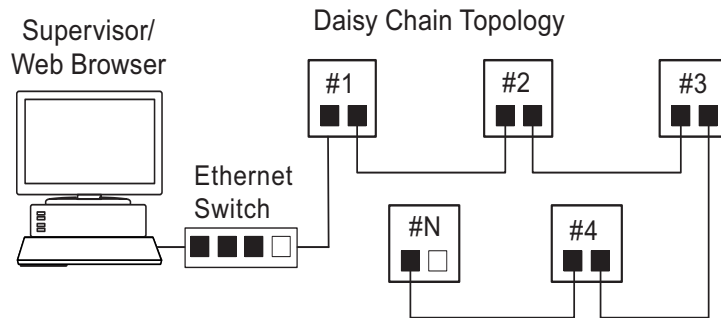 Daisy Chain Topology
Supervisor/
Web Browser
#1
#2
#3
Ethernet
Switch
#N
#4